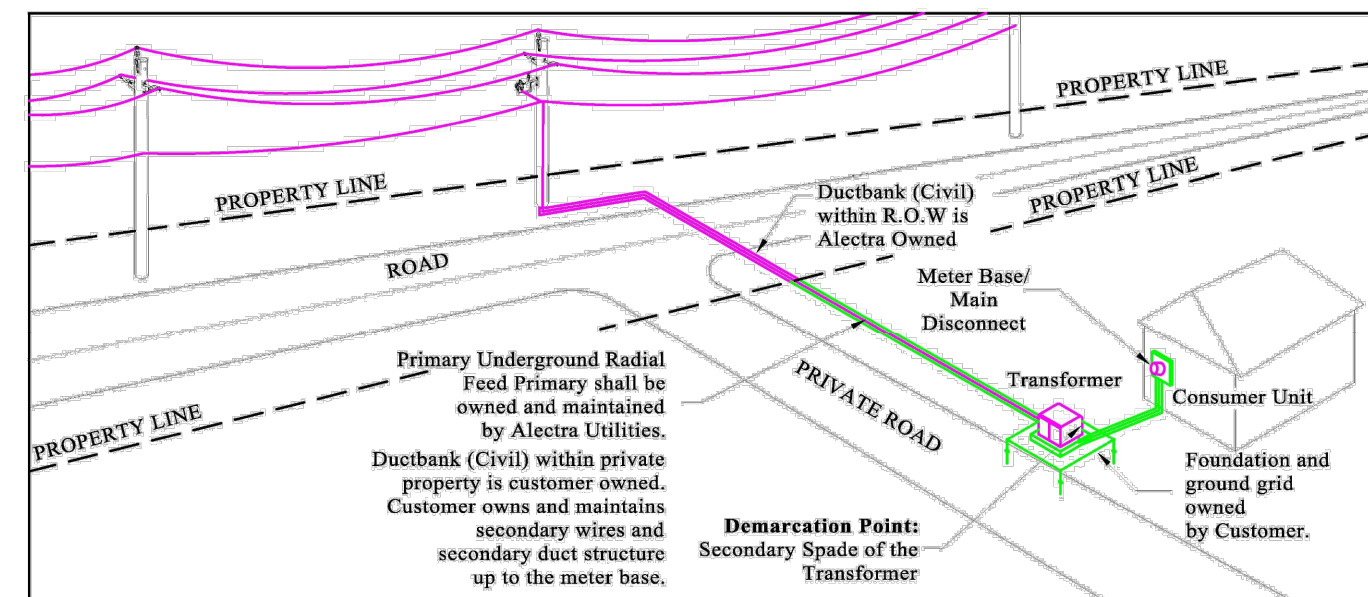 PROPERTY LINE
PROPERTY LINE
PROPERTY LINE
PROPERTY LINE
ROAD
PRIVATE ROAD
Ductbank (Civil)
within R.O.W is
Alectra Owned
Meter Base/
Main
Disconnect
Transformer
Consumer Unit
Primary Underground Radial
Feed Primary shall be
owned and maintained
by Alectra Utilities.
Ductbank (Civil) within private
property is customer owned.
Customer owns and maintains
secondary wires and
secondary duct structure
up to the meter base.
Demarcation Point:
Secondary Spade of the
Transformer
Foundation and
ground grid
owned
by Customer.